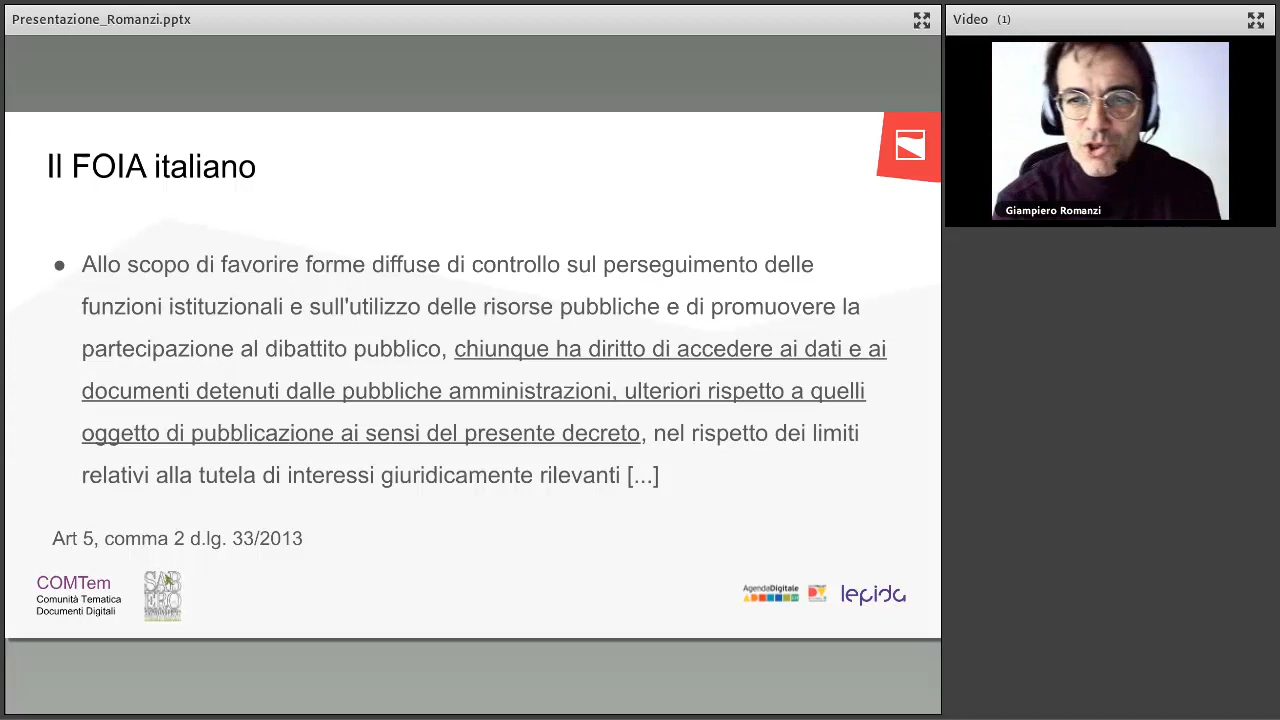 Presentazione_Romanzi.pptx
Video (1)
Giampiero Romanzi
Il FOIA italiano
● Allo scopo di favorire forme diffuse di controllo sul perseguimento delle
funzioni istituzionali e sull'utilizzo delle risorse pubbliche e di promuovere la
partecipazione al dibattito pubblico, chiunque ha diritto di accedere ai dati e ai
documenti detenuti dalle pubbliche amministrazioni, ulteriori rispetto a quelli
oggetto di pubblicazione ai sensi del presente decreto, nel rispetto dei limiti
relativi alla tutela di interessi giuridicamente rilevanti [...]
Art 5, comma 2 d.lg. 33/2013
COMTem
Comunità Tematica
Documenti Digitali
SAB
ERO
AgendaDigitale
lepida